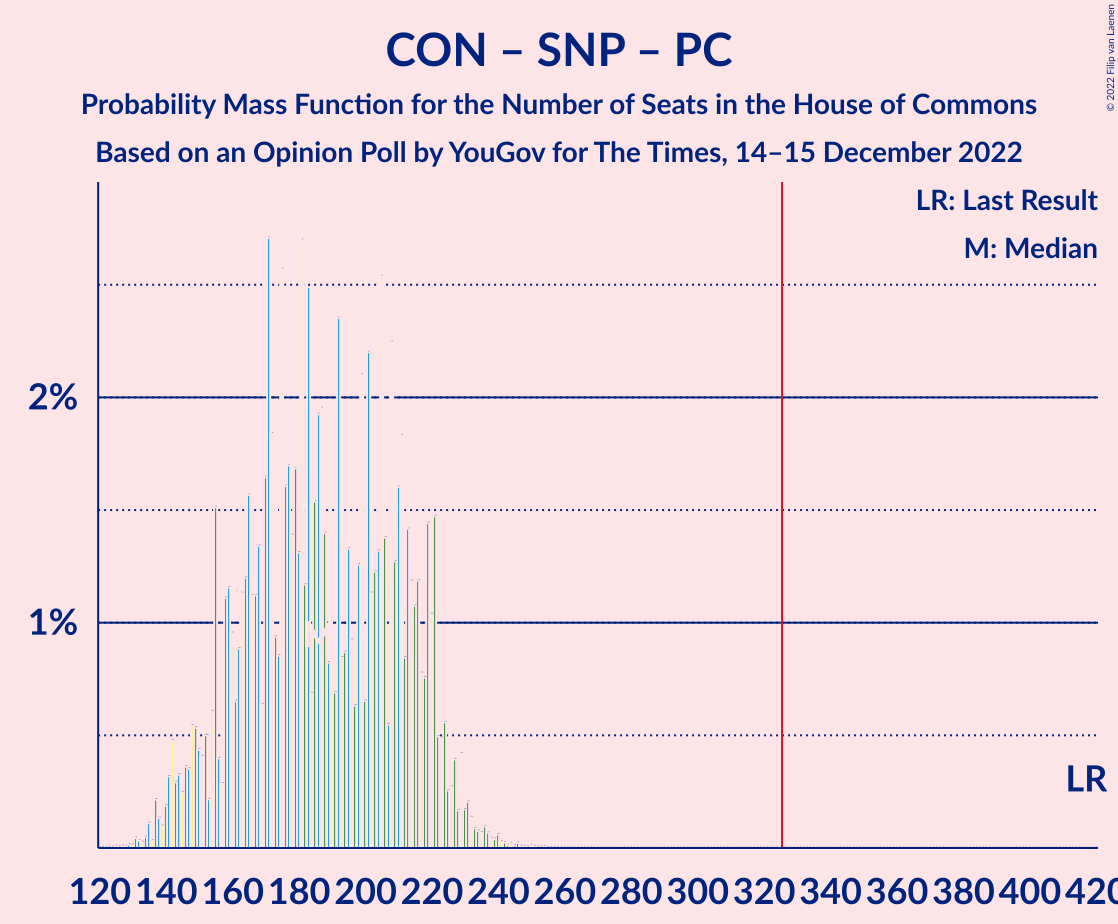 CON – SNP – PC
Probability Mass Function for the Number of Seats in the House of Commons
Based on an Opinion Poll by YouGov for The Times, 14–15 December 2022
© 2022 Filip van Laenen
LR: Last Result
M: Median
2%
1%
LR
120 140 160 180 200 220 240 260 280 300 320 340 360 380 400 420